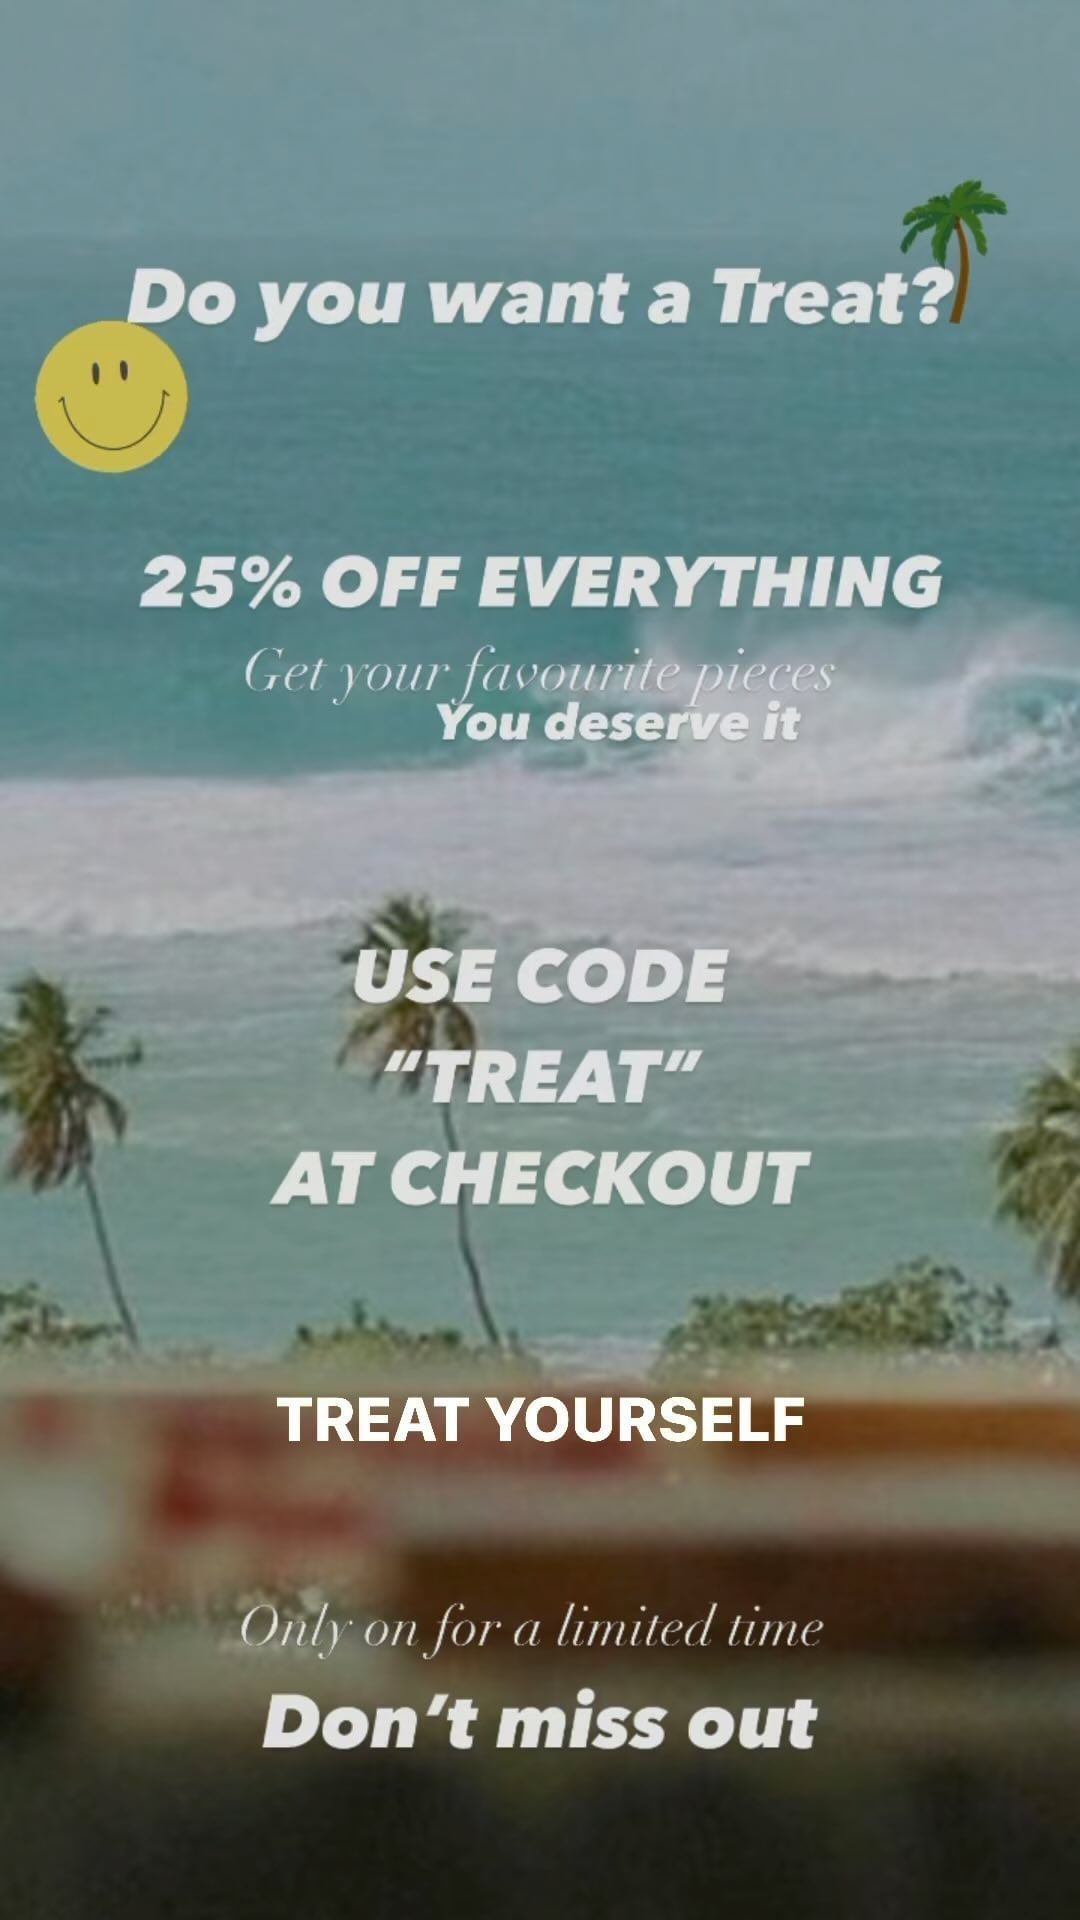 Do you want a Treat?
25% OFF EVERYTHING
Get your favourite pieces
You deserve it
USE CODE
“TREAT”
AT CHECKOUT
TREAT YOURSELF
Only on for a limited time
Don’t miss out